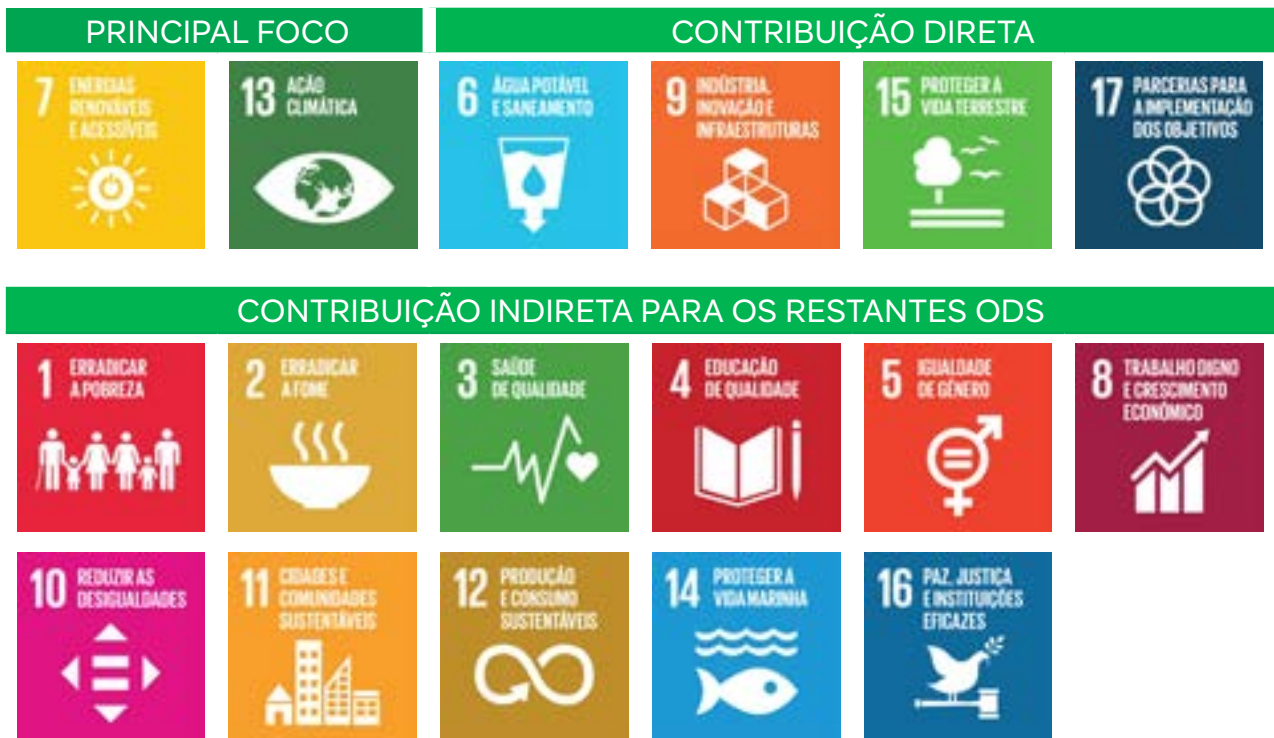 PRINCIPAL FOCO
CONTRIBUIÇÃO DIRETA
7 ENERGIAS
RENOVÁVEIS
E ACESSÍVEIS
13 AÇÃO
CLIMÁTICA
6 ÁGUA POTÁVEL
E SANEAMENTO
9 INDÚSTRIA,
INOVAÇÃO E
INFRAESTRUTURAS
15 PROTEGER A
VIDA TERRESTRE
17 PARCERIAS PARA
A IMPLEMENTAÇÃO
DOS OBJETIVOS
CONTRIBUIÇÃO INDIRETA PARA OS RESTANTES ODS
1 ERRADICAR
A POBREZA
2 ERRADICAR
A FOME
3 SAÚDE
DE QUALIDADE
4 EDUCAÇÃO
DE QUALIDADE
5 IGUALDADE
DE GÉNERO
8 TRABALHO DIGNO
E CRESCIMENTO
ECONÓMICO
10 REDUZIR AS
DESIGUALDADES
11 CIDADES E
COMUNIDADES
SUSTENTÁVEIS
12 PRODUÇÃO
E CONSUMO
SUSTENTÁVEIS
14 PROTEGER A
VIDA MARINHA
16 PAZ, JUSTIÇA
E INSTITUIÇÕES
EFICAZES